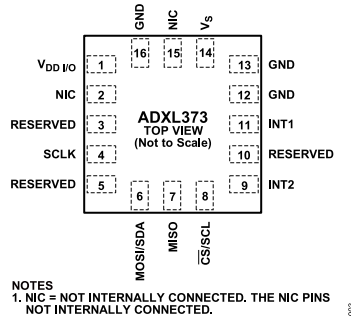 GND
NIC
VS
16
15
14
VDD I/O
1
13
GND
NIC
2
12
GND
ADXL373
TOP VIEW
(Not to Scale)
RESERVED
3
11
INT1
SCLK
4
10
RESERVED
RESERVED
5
9
INT2
6
7
8
MOSI/SDA
MISO
CS/SCL
NOTES
1. NIC = NOT INTERNALLY CONNECTED. THE NIC PINS
NOT INTERNALLY CONNECTED.